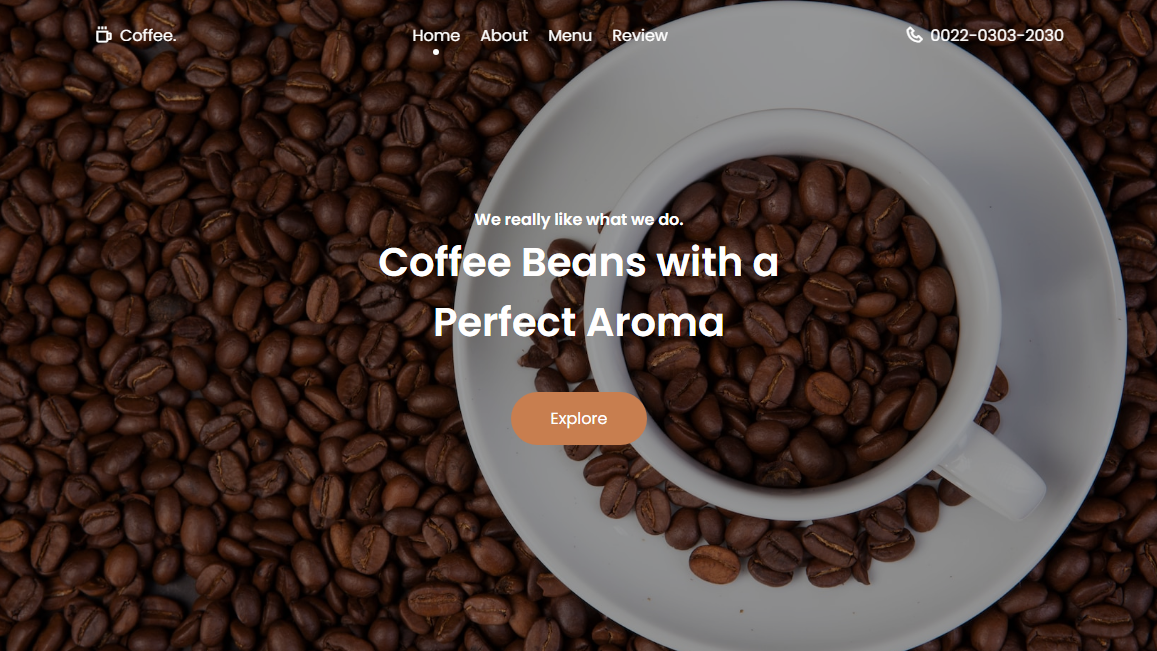 Coffee.
Home About Menu Review
0022-0303-2030
We really like what we do.
Coffee Beans with a
Perfect Aroma
Explore